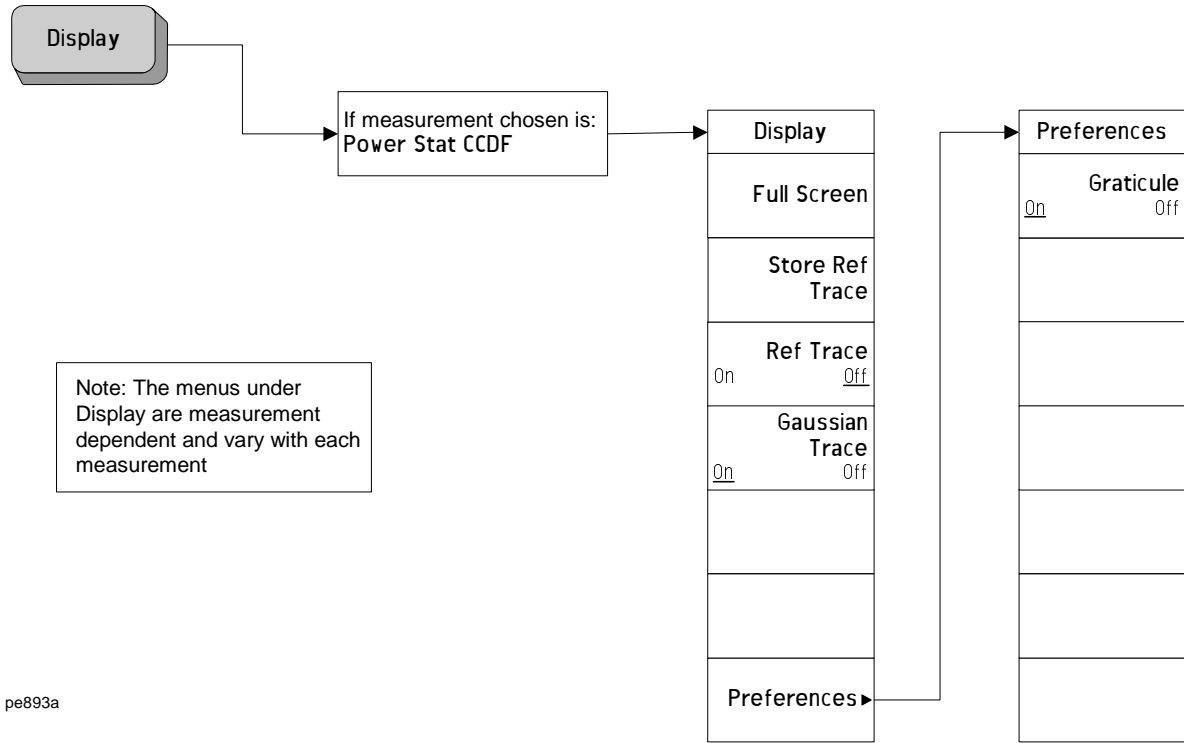 Display
If measurement chosen is:
Power Stat CCDF
Display
Full Screen
Store Ref
Trace
Ref Trace
On Off
Gaussian
Trace
On Off
Preferences
Preferences
Graticule
On Off
Note: The menus under
Display are measurement
dependent and vary with each
measurement
pe893a